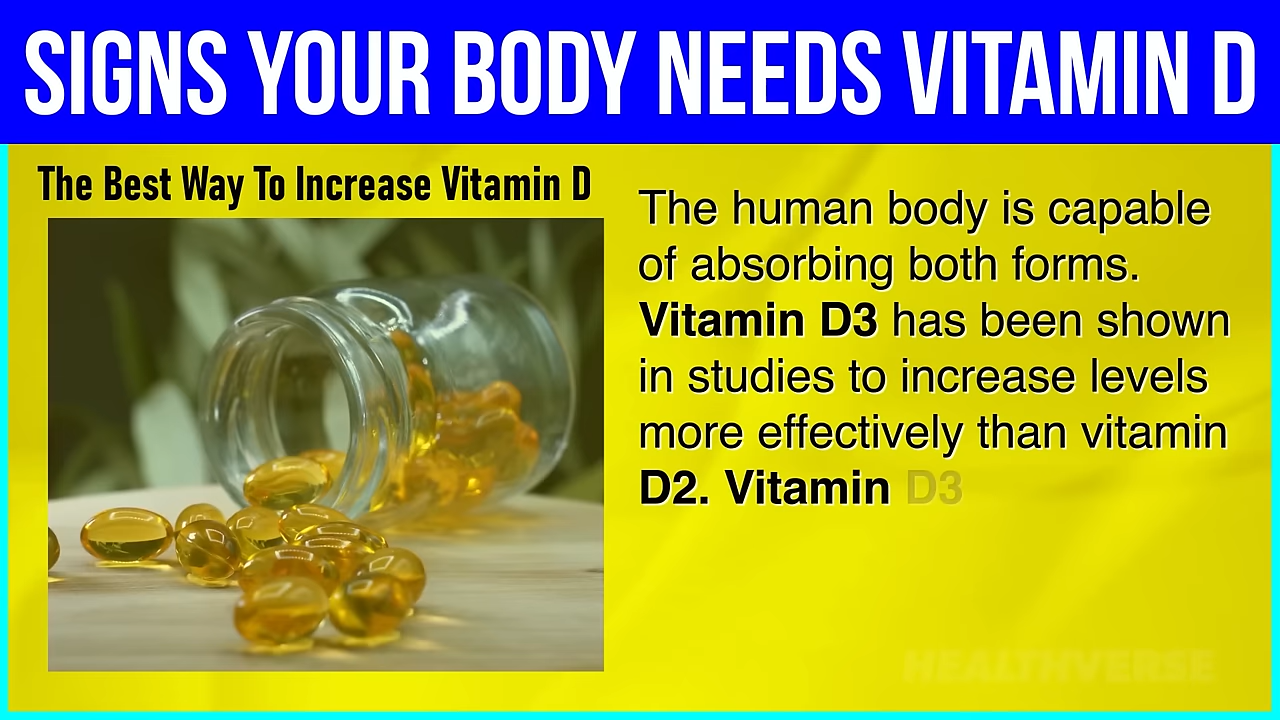 SIGNS YOUR BODY NEEDS VITAMIN D
The Best Way To Increase Vitamin D
The human body is capable
of absorbing both forms.
Vitamin D3 has been shown
in studies to increase levels
more effectively than vitamin
D2. Vitamin D3
HEALTHVERSE